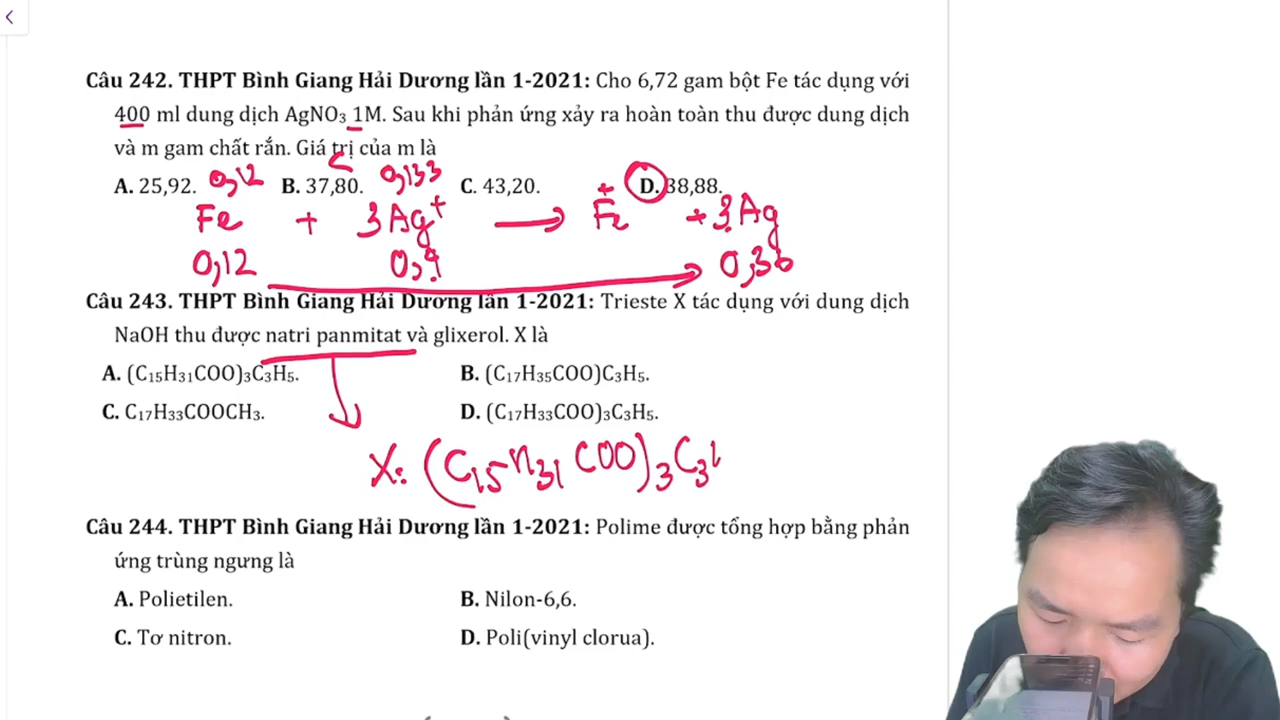 Câu 242. THPT Bình Giang Hải Dương lần 1-2021: Cho 6,72 gam bột Fe tác dụng với
400 ml dung dịch AgNO₃ 1M. Sau khi phản ứng xảy ra hoàn toàn thu được dung dịch
và m gam chất rắn. Giá trị của m là
0,12 < 0,133
A. 25,92. B. 37,80. C. 43,20. D. 38,88.
Fe + 3Ag⁺ → Fe + 3Ag
0,12 0,4 0,36
Câu 243. THPT Bình Giang Hải Dương lần 1-2021: Trieste X tác dụng với dung dịch
NaOH thu được natri panmitat và glixerol. X là
A. (C₁₅H₃₁COO)₃C₃H₅. B. (C₁₇H₃₅COO)C₃H₅.
C. C₁₇H₃₃COOCH₃. D. (C₁₇H₃₃COO)₃C₃H₅.
X: (C₁₅H₃₁COO)₃C₃
Câu 244. THPT Bình Giang Hải Dương lần 1-2021: Polime được tổng hợp bằng phản
ứng trùng ngưng là
A. Polietilen. B. Nilon-6,6.
C. Tơ nitron. D. Poli(vinyl clorua).